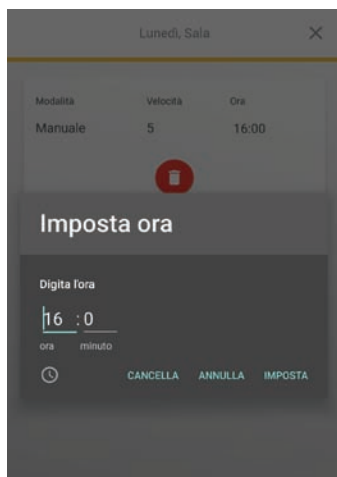 Lunedì, Sala
Modalità Velocità Ora
Manuale 5 16:00
Imposta ora
Digita l'ora
16 : 0
ora minuto
CANCELLA ANNULLA IMPOSTA